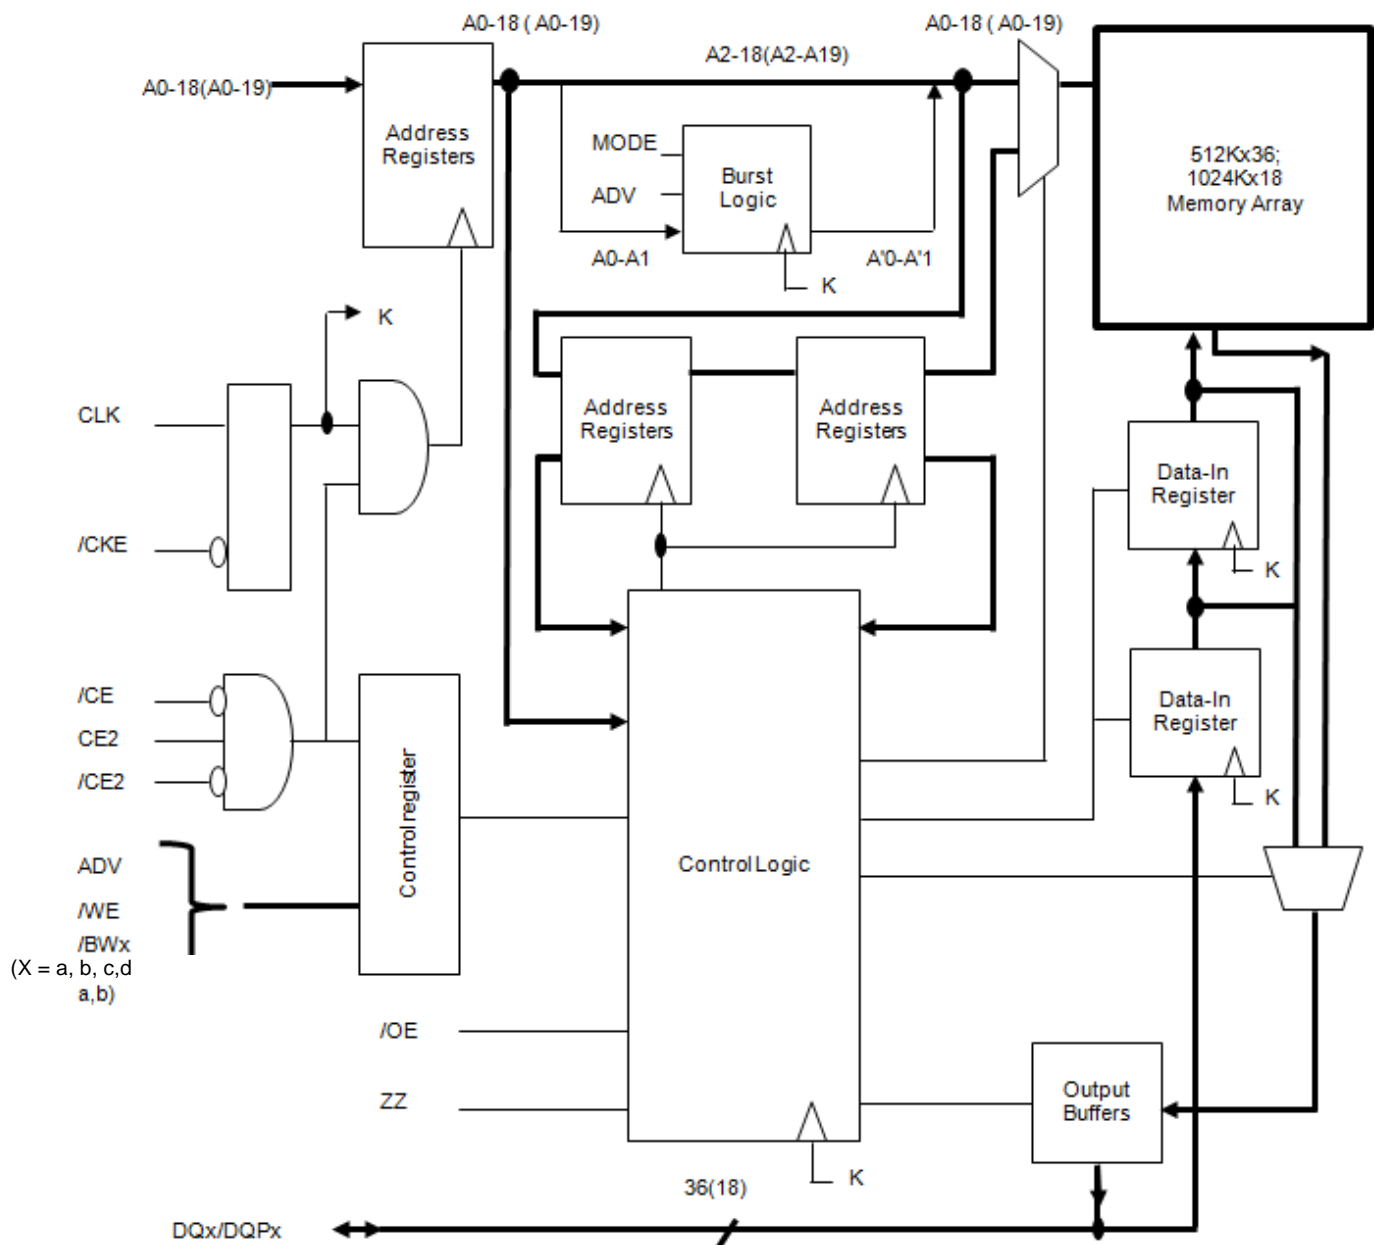 A0-18 ( A0-19)
A0-18 (A0-19)
A2-18(A2-A19)
A0-18(A0-19)
Address
Registers
MODE
ADV
Burst
Logic
A0-A1
A'0-A'1
K
512Kx36;
1024Kx18
Memory Array
K
CLK
/CKE
Address
Registers
Address
Registers
Data-In
Register
K
/CE
CE2
/CE2
Control register
Data-In
Register
K
ADV
/WE
/BWx
(X = a, b, c,d
a,b)
Control Logic
/OE
ZZ
Output
Buffers
K
36(18)
DQx/DQPx